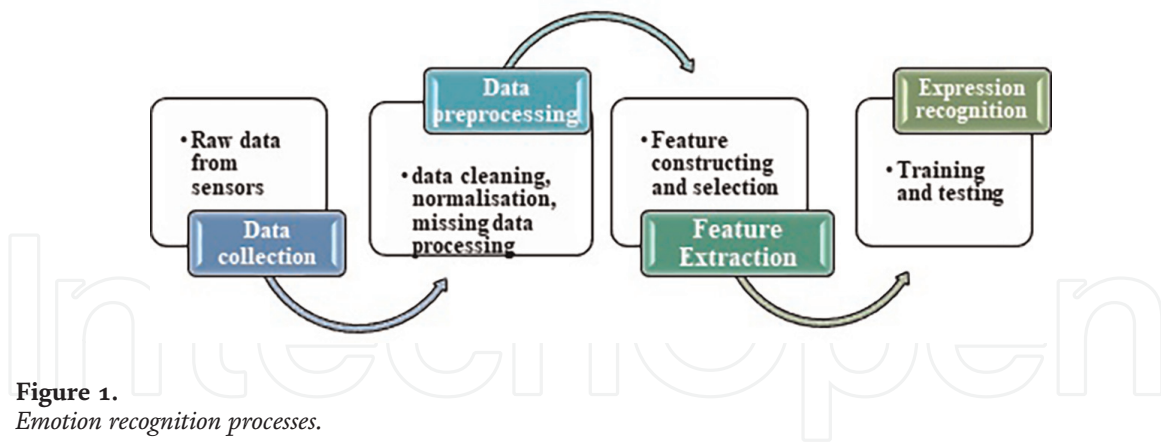 • Raw data
from
sensors
Data
collection
Data
preprocessing
• data cleaning,
normalisation,
missing data
processing
• Feature
constructing
and selection
Feature
Extraction
Expression
recognition
• Training
and testing
IntechOpen
Figure 1.
Emotion recognition processes.